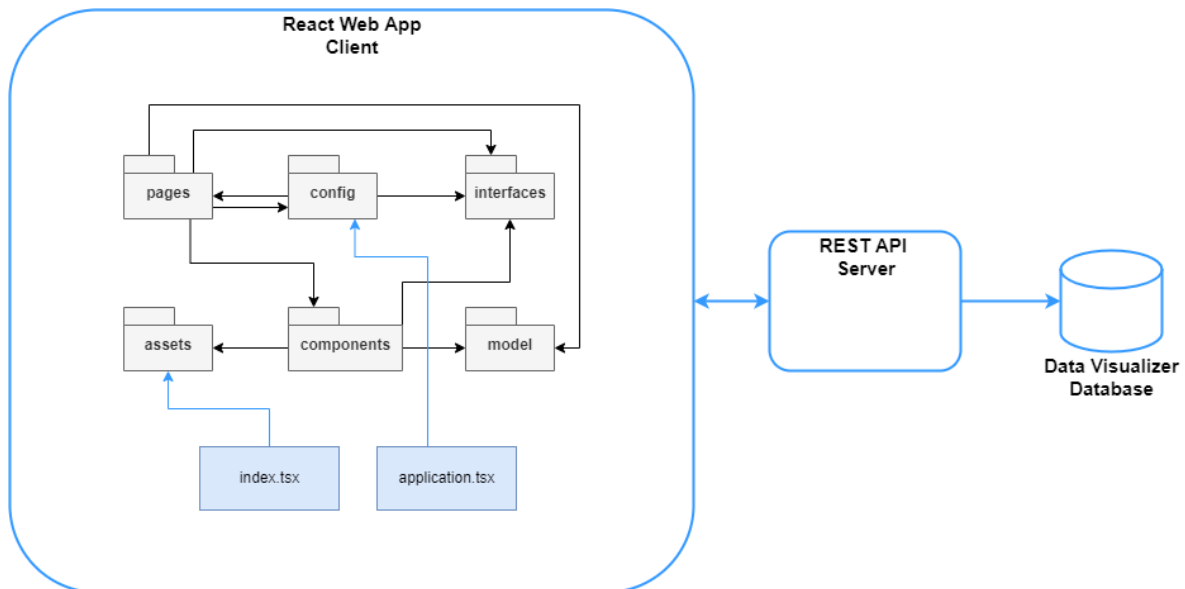 React Web App
Client
pages
config
interfaces
assets
components
model
index.tsx
application.tsx
REST API
Server
Data Visualizer
Database